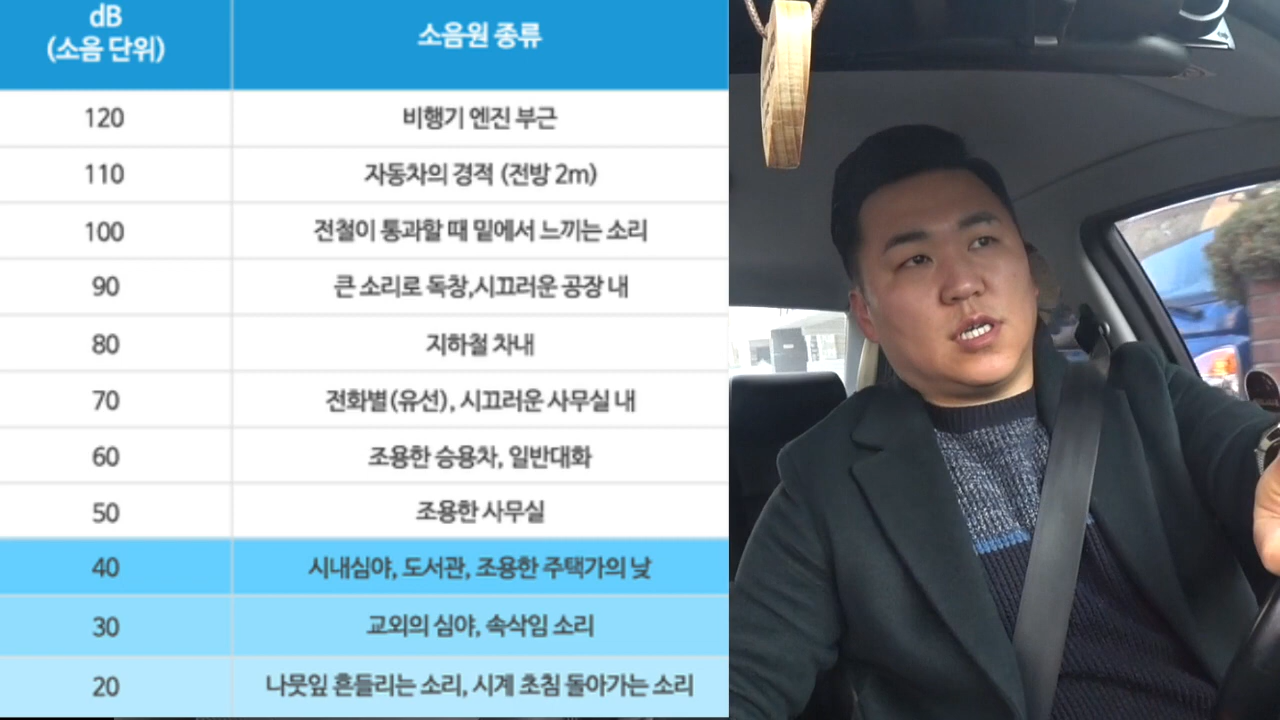 dB
(소음 단위)
소음원 종류
120 비행기 엔진 부근
110 자동차의 경적 (전방 2m)
100 전철이 통과할 때 밑에서 느끼는 소리
90 큰 소리로 독창,시끄러운 공장 내
80 지하철 차내
70 전화벨(유선), 시끄러운 사무실 내
60 조용한 승용차, 일반대화
50 조용한 사무실
40 시내심야, 도서관, 조용한 주택가의 낮
30 교외의 심야, 속삭임 소리
20 나뭇잎 흔들리는 소리, 시계 초침 돌아가는 소리